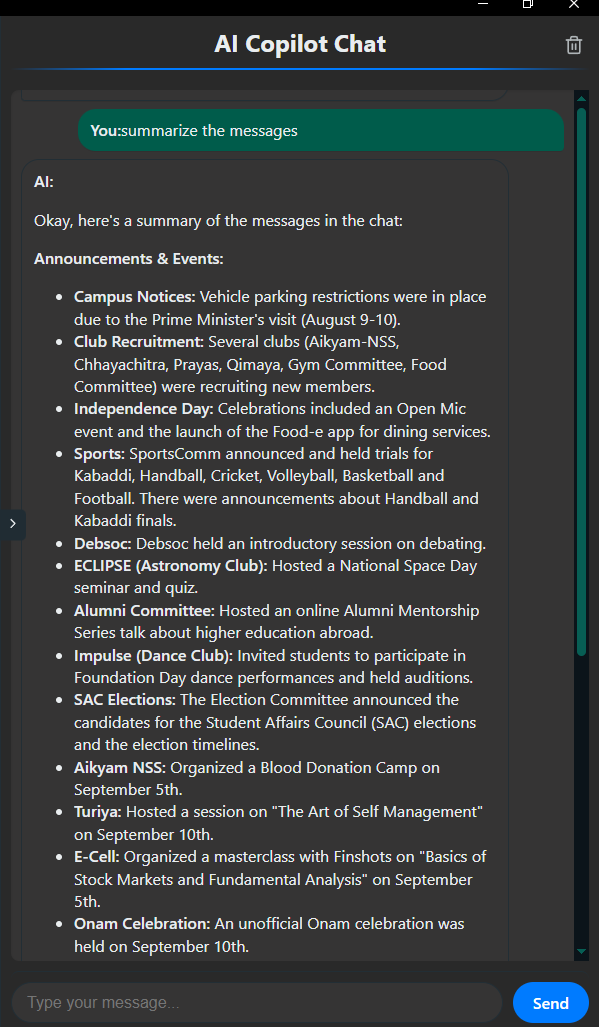 AI Copilot Chat
You:summarize the messages
AI:
Okay, here's a summary of the messages in the chat:
Announcements & Events:
• Campus Notices: Vehicle parking restrictions were in place
due to the Prime Minister's visit (August 9-10).
• Club Recruitment: Several clubs (Aikyam-NSS,
Chhayachitra, Prayas, Qimaya, Gym Committee, Food
Committee) were recruiting new members.
• Independence Day: Celebrations included an Open Mic
event and the launch of the Food-e app for dining services.
• Sports: SportsComm announced and held trials for
Kabaddi, Handball, Cricket, Volleyball, Basketball and
Football. There were announcements about Handball and
Kabaddi finals.
• Debsoc: Debsoc held an introductory session on debating.
• ECLIPSE (Astronomy Club): Hosted a National Space Day
seminar and quiz.
• Alumni Committee: Hosted an online Alumni Mentorship
Series talk about higher education abroad.
• Impulse (Dance Club): Invited students to participate in
Foundation Day dance performances and held auditions.
• SAC Elections: The Election Committee announced the
candidates for the Student Affairs Council (SAC) elections
and the election timelines.
• Aikyam NSS: Organized a Blood Donation Camp on
September 5th.
• Turiya: Hosted a session on "The Art of Self Management"
on September 10th.
• E-Cell: Organized a masterclass with Finshots on "Basics of
Stock Markets and Fundamental Analysis" on September
5th.
• Onam Celebration: An unofficial Onam celebration was
held on September 10th.
Type your message...
Send